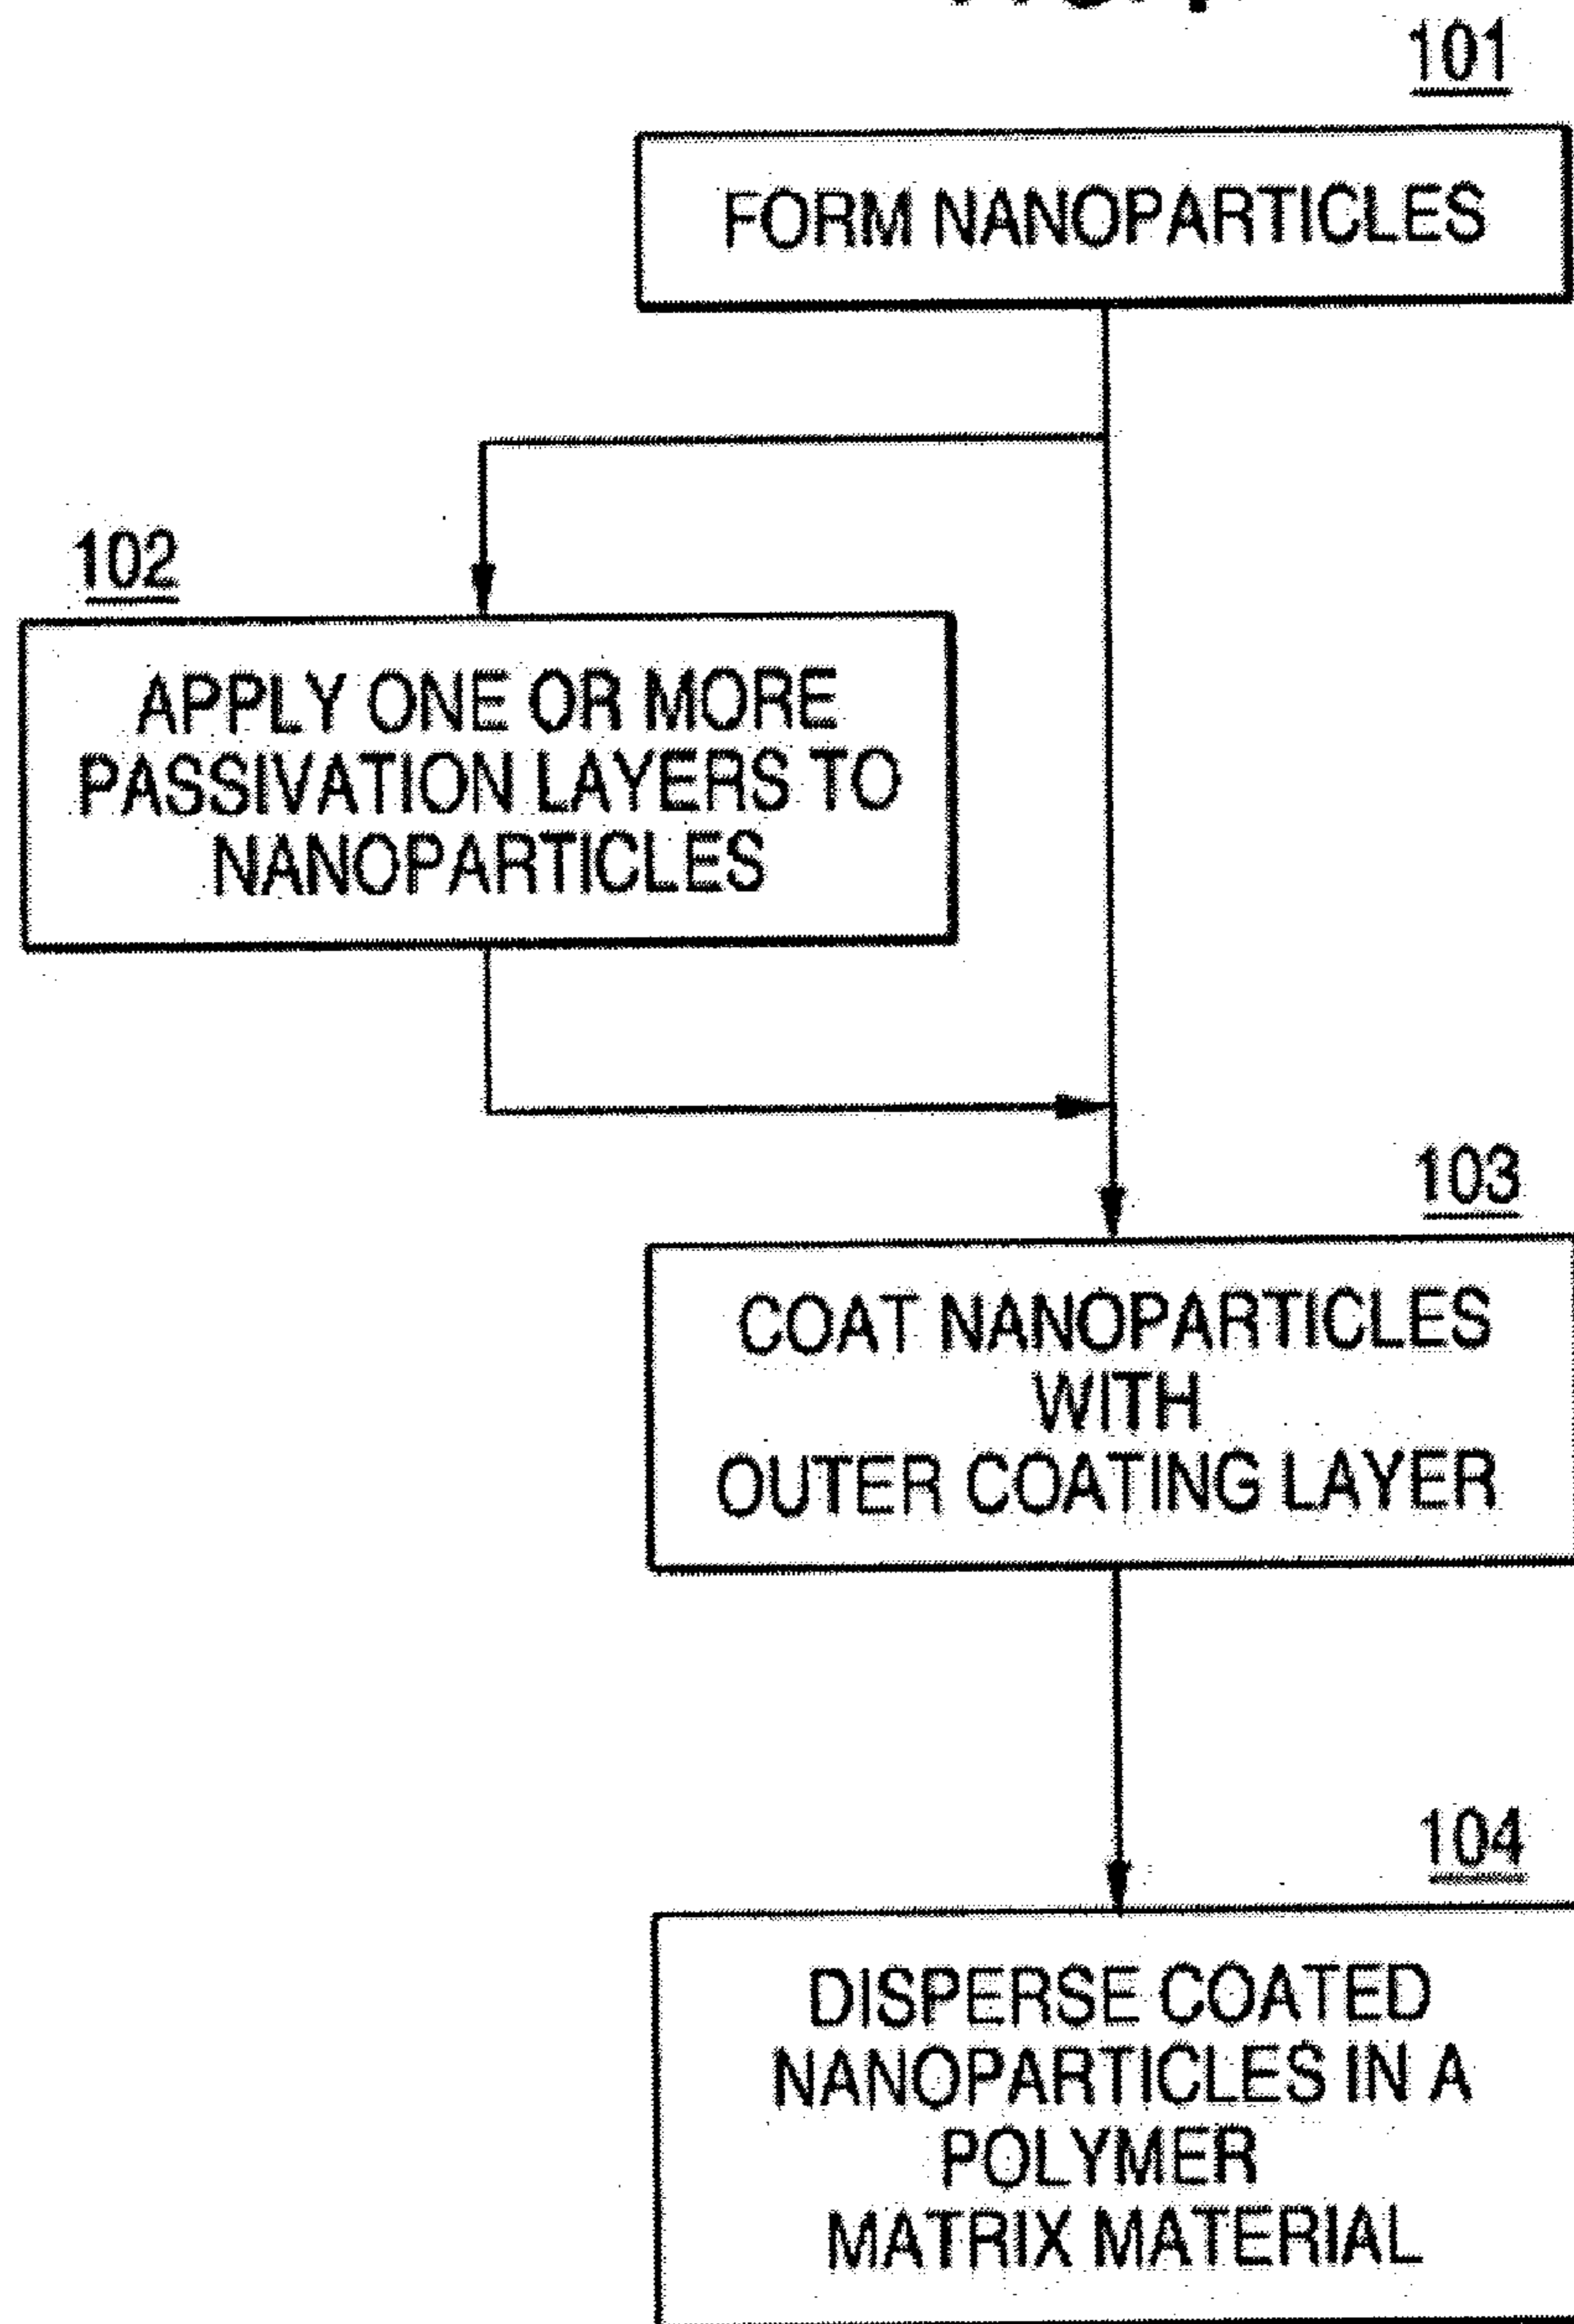 101
FORM NANOPARTICLES
102
APPLY ONE OR MORE
PASSIVATION LAYERS TO
NANOPARTICLES
103
COAT NANOPARTICLES
WITH
OUTER COATING LAYER
104
DISPERSE COATED
NANOPARTICLES IN A
POLYMER
MATRIX MATERIAL